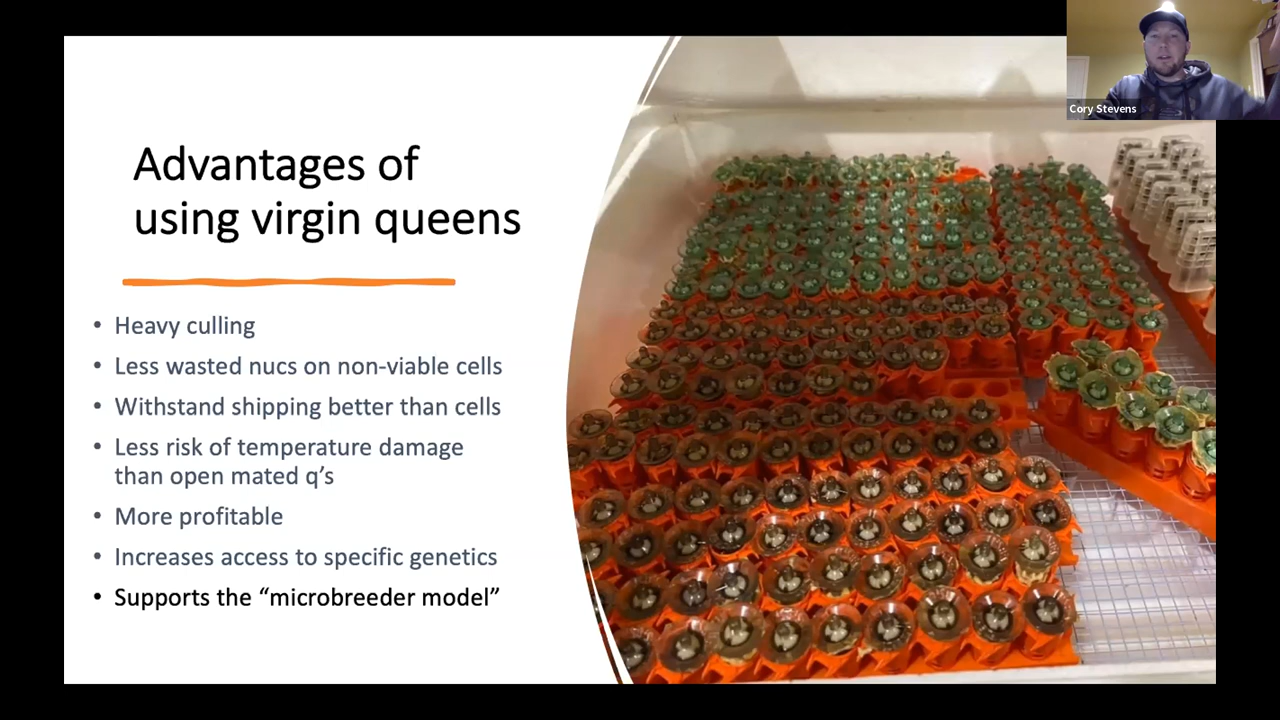 Cory Stevens
Advantages of
using virgin queens
• Heavy culling
• Less wasted nucs on non-viable cells
• Withstand shipping better than cells
• Less risk of temperature damage
than open mated q’s
• More profitable
• Increases access to specific genetics
• Supports the “microbreeder model”